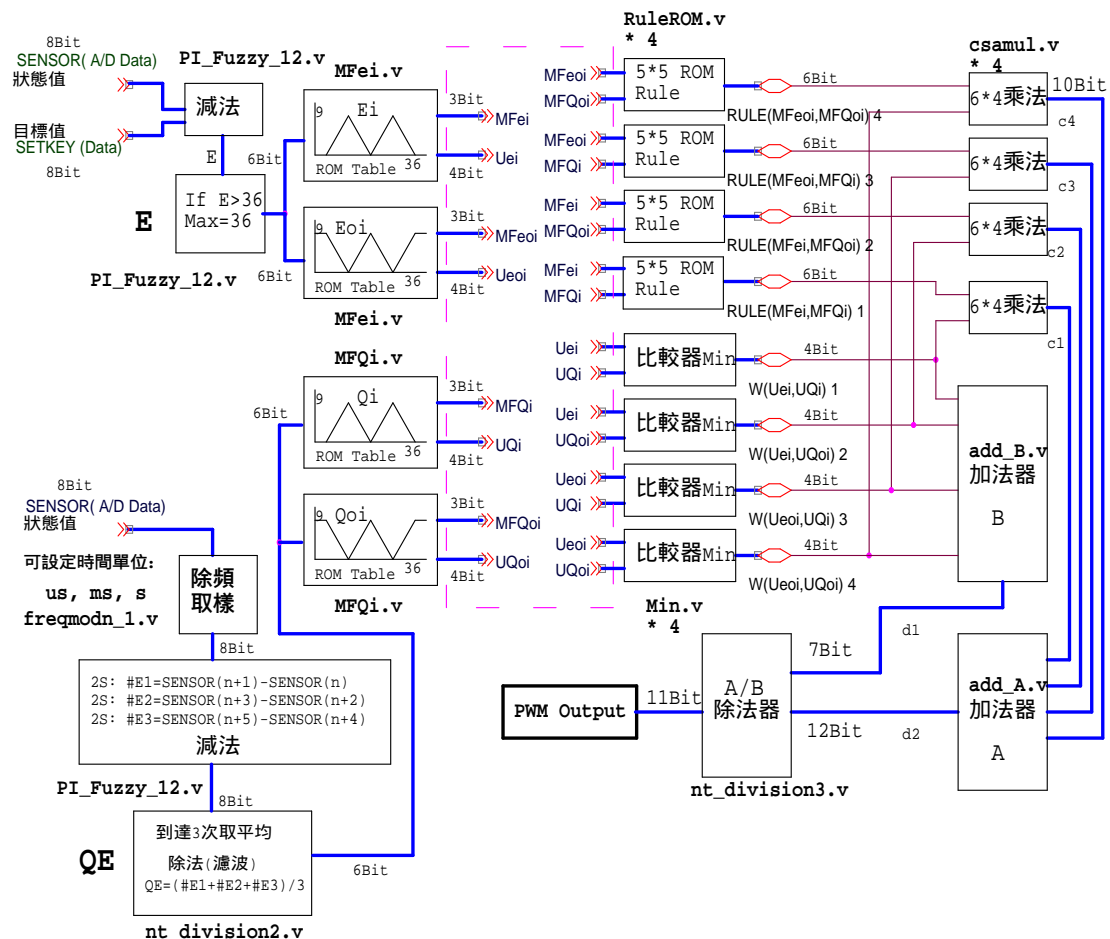 8Bit
SENSOR( A/D Data)
狀態值
目標值
SETKEY (Data)
8Bit
PI_Fuzzy_12.v
減法
E
6Bit
E
If E>36
Max=36
PI_Fuzzy_12.v
6Bit
MFei.v
9
Ei
ROM Table
36
3Bit
MFei
Uei
4Bit
9
Eoi
ROM Table
36
3Bit
MFeoi
Ueoi
4Bit
MFei.v
MFQi.v
6Bit
9
Qi
ROM Table
36
3Bit
MFQi
UQi
4Bit
9
Qoi
ROM Table
36
3Bit
MFQoi
UQoi
4Bit
MFQi.v
RuleROM.v
* 4
MFeoi
MFQoi
5*5 ROM
Rule
6Bit
RULE(MFeoi,MFQoi) 4
MFeoi
MFQi
5*5 ROM
Rule
6Bit
RULE(MFeoi,MFQi) 3
MFei
MFQoi
5*5 ROM
Rule
6Bit
RULE(MFei,MFQoi) 2
MFei
MFQi
5*5 ROM
Rule
6Bit
RULE(MFei,MFQi) 1
Uei
UQi
比較器Min
4Bit
W(Uei,UQi) 1
Uei
UQoi
比較器Min
4Bit
W(Uei,UQoi) 2
Ueoi
UQi
比較器Min
4Bit
W(Ueoi,UQi) 3
Ueoi
UQoi
比較器Min
4Bit
W(Ueoi,UQoi) 4
Min.v
* 4
csamul.v
* 4
10Bit
6*4乘法
c4
6*4乘法
c3
6*4乘法
c2
6*4乘法
c1
add_B.v
加法器
B
d1
7Bit
add_A.v
加法器
A
d2
12Bit
A/B
除法器
nt_division3.v
11Bit
PWM Output
8Bit
SENSOR( A/D Data)
狀態值
可設定時間單位:
us, ms, s
freqmodn_1.v
除頻
取樣
8Bit
2S: #E1=SENSOR(n+1)-SENSOR(n)
2S: #E2=SENSOR(n+3)-SENSOR(n+2)
2S: #E3=SENSOR(n+5)-SENSOR(n+4)
減法
PI_Fuzzy_12.v
8Bit
QE
到達3次取平均
除法(濾波)
QE=(#E1+#E2+#E3)/3
6Bit
nt_division2.v